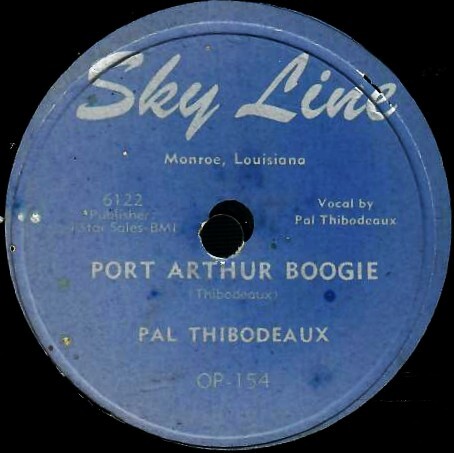 Sky Line
Monroe, Louisiana
6122
Publisher:
Star Sales-BMI
Vocal by
Pal Thibodeaux
PORT ARTHUR BOOGIE
(Thibodeaux)
PAL THIBODEAUX
OP-154